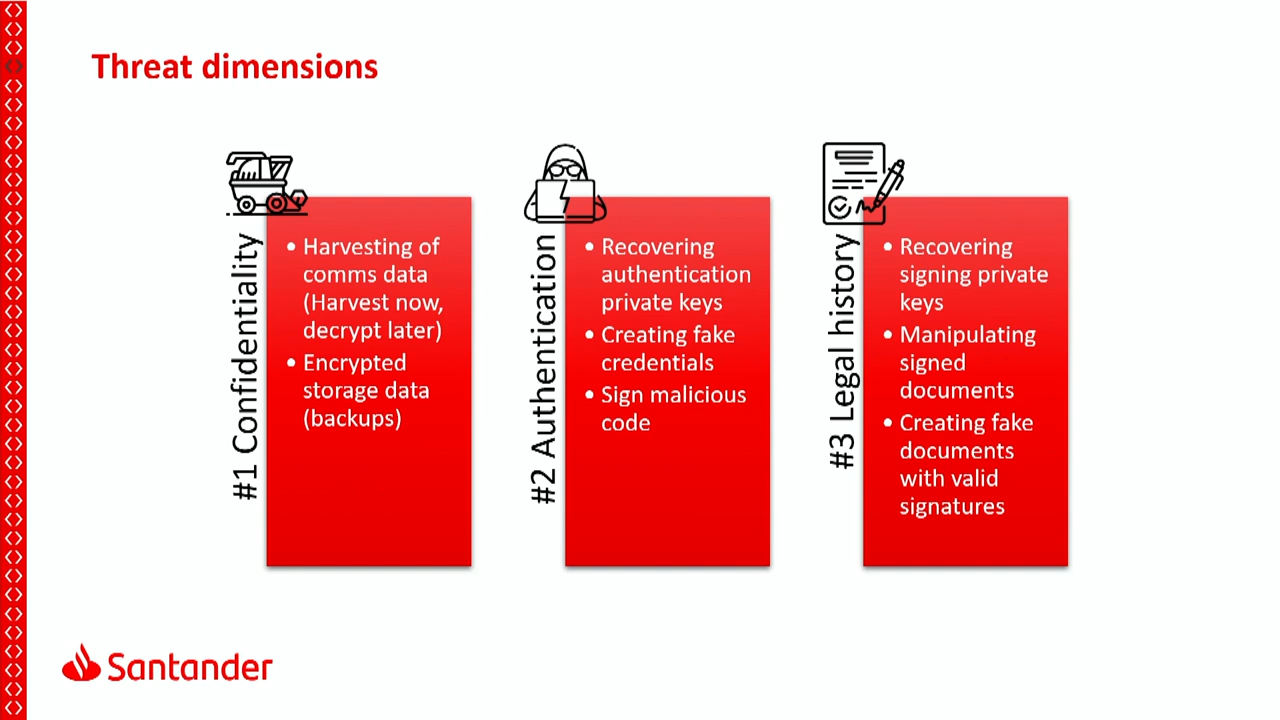 Threat dimensions
#1 Confidentiality
• Harvesting of
comms data
(Harvest now,
decrypt later)
• Encrypted
storage data
(backups)
#2 Authentication
• Recovering
authentication
private keys
• Creating fake
credentials
• Sign malicious
code
#3 Legal history
• Recovering
signing private
keys
• Manipulating
signed
documents
• Creating fake
documents
with valid
signatures
Santander